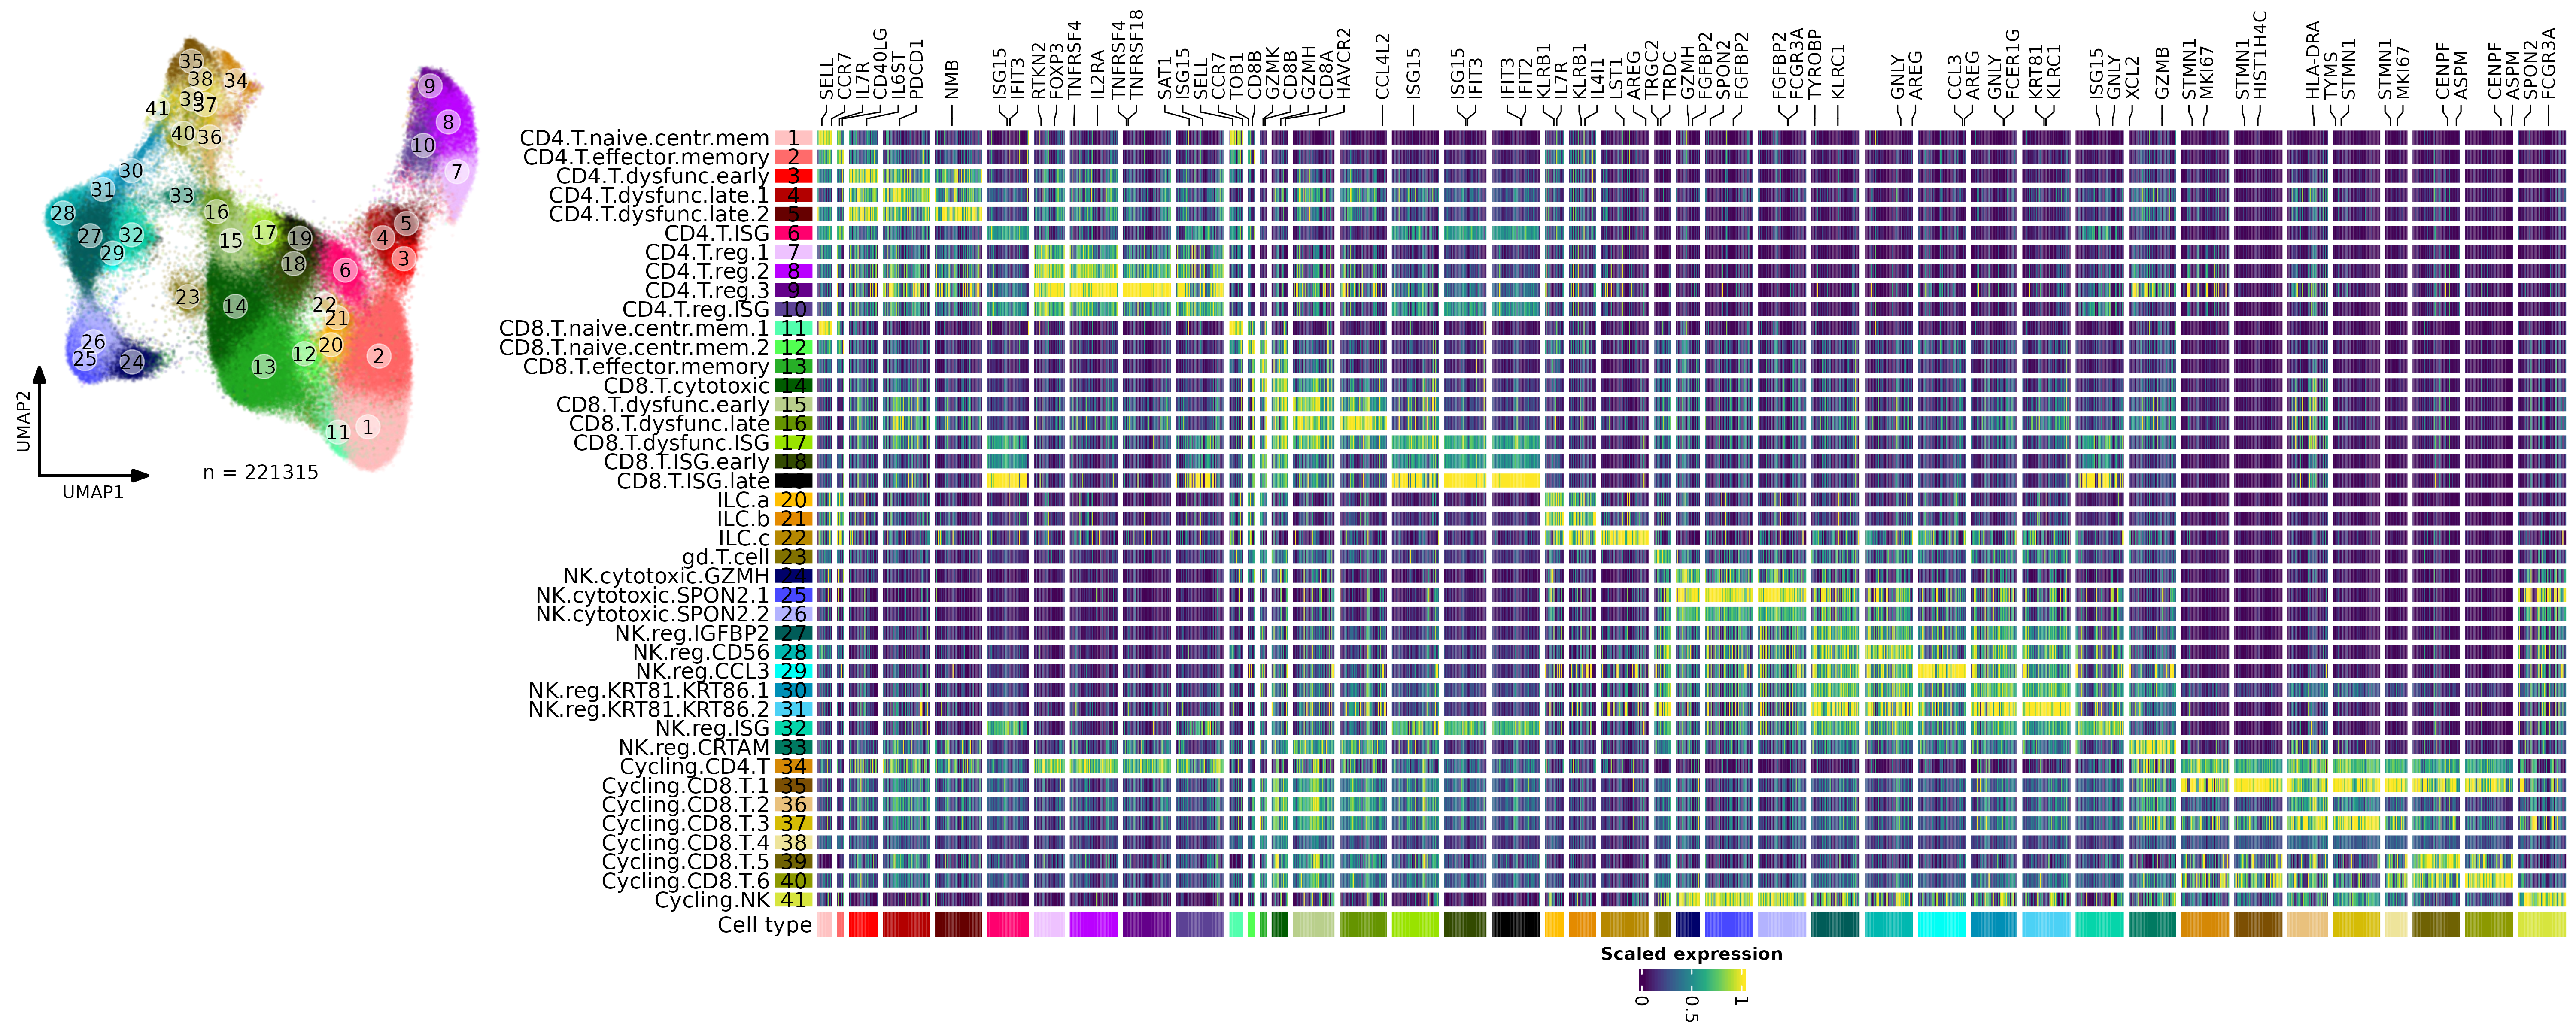 35
38
34
39
37
41
40
36
30
31
33
28
16
27
32
15
17
19
29
18
6
5
4
3
9
8
10
7
23
14
22
21
20
12
2
13
26
25
24
11
1
UMAP2
UMAP1
n = 221315
SELL
CCR7
IL7R
CD40LG
IL6ST
PDCD1
NMB
ISG15
IFIT3
RTKN2
FOXP3
TNFRSF4
IL2RA
TNFRSF4
TNFRSF18
SAT1
ISG15
SELL
CCR7
TOB1
CD8B
GZMK
CD8B
GZMH
CD8A
HAVCR2
CCL4L2
ISG15
ISG15
IFIT3
IFIT3
IFIT2
KLRB1
IL7R
KLRB1
IL4I1
LST1
AREG
TRGC2
TRDC
GZMH
FGFBP2
SPON2
FGFBP2
FGFBP2
FCGR3A
TYROBP
KLRC1
GNLY
AREG
CCL3
AREG
GNLY
FCER1G
KRT81
KLRC1
ISG15
GNLY
XCL2
GZMB
STMN1
MKI67
STMN1
HIST1H4C
HLA-DRA
TYMS
STMN1
STMN1
MKI67
CENPF
ASPM
CENPF
ASPM
SPON2
FCGR3A
CD4.T.naive.centr.mem 1
CD4.T.effector.memory 2
CD4.T.dysfunc.early 3
CD4.T.dysfunc.late.1 4
CD4.T.dysfunc.late.2 5
CD4.T.ISG 6
CD4.T.reg.1 7
CD4.T.reg.2 8
CD4.T.reg.3 9
CD4.T.reg.ISG 10
CD8.T.naive.centr.mem.1 11
CD8.T.naive.centr.mem.2 12
CD8.T.effector.memory 13
CD8.T.cytotoxic 14
CD8.T.dysfunc.early 15
CD8.T.dysfunc.late 16
CD8.T.dysfunc.ISG 17
CD8.T.ISG.early 18
CD8.T.ISG.late
ILC.a 20
ILC.b 21
ILC.c 22
gd.T.cell 23
NK.cytotoxic.GZMH 24
NK.cytotoxic.SPON2.1 25
NK.cytotoxic.SPON2.2 26
NK.reg.IGFBP2 27
NK.reg.CD56 28
NK.reg.CCL3 29
NK.reg.KRT81.KRT86.1 30
NK.reg.KRT81.KRT86.2 31
NK.reg.ISG 32
NK.reg.CRTAM 33
Cycling.CD4.T 34
Cycling.CD8.T.1 35
Cycling.CD8.T.2 36
Cycling.CD8.T.3 37
Cycling.CD8.T.4 38
Cycling.CD8.T.5 39
Cycling.CD8.T.6 40
Cycling.NK 41
Cell type
Scaled expression
0
0.5
1